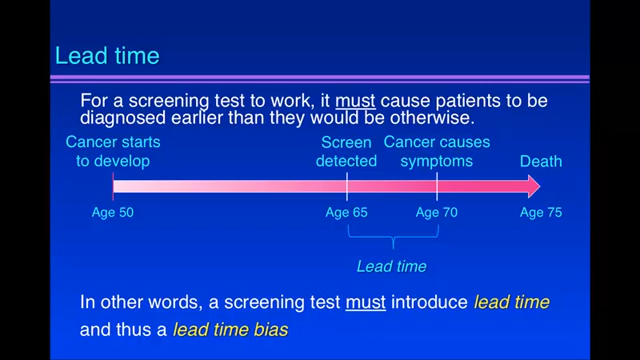 Lead time
For a screening test to work, it must cause patients to be
diagnosed earlier than they would be otherwise.
Cancer starts
to develop
Screen
detected
Cancer causes
symptoms
Death
Age 50
Age 65
Age 70
Age 75
Lead time
In other words, a screening test must introduce lead time
and thus a lead time bias